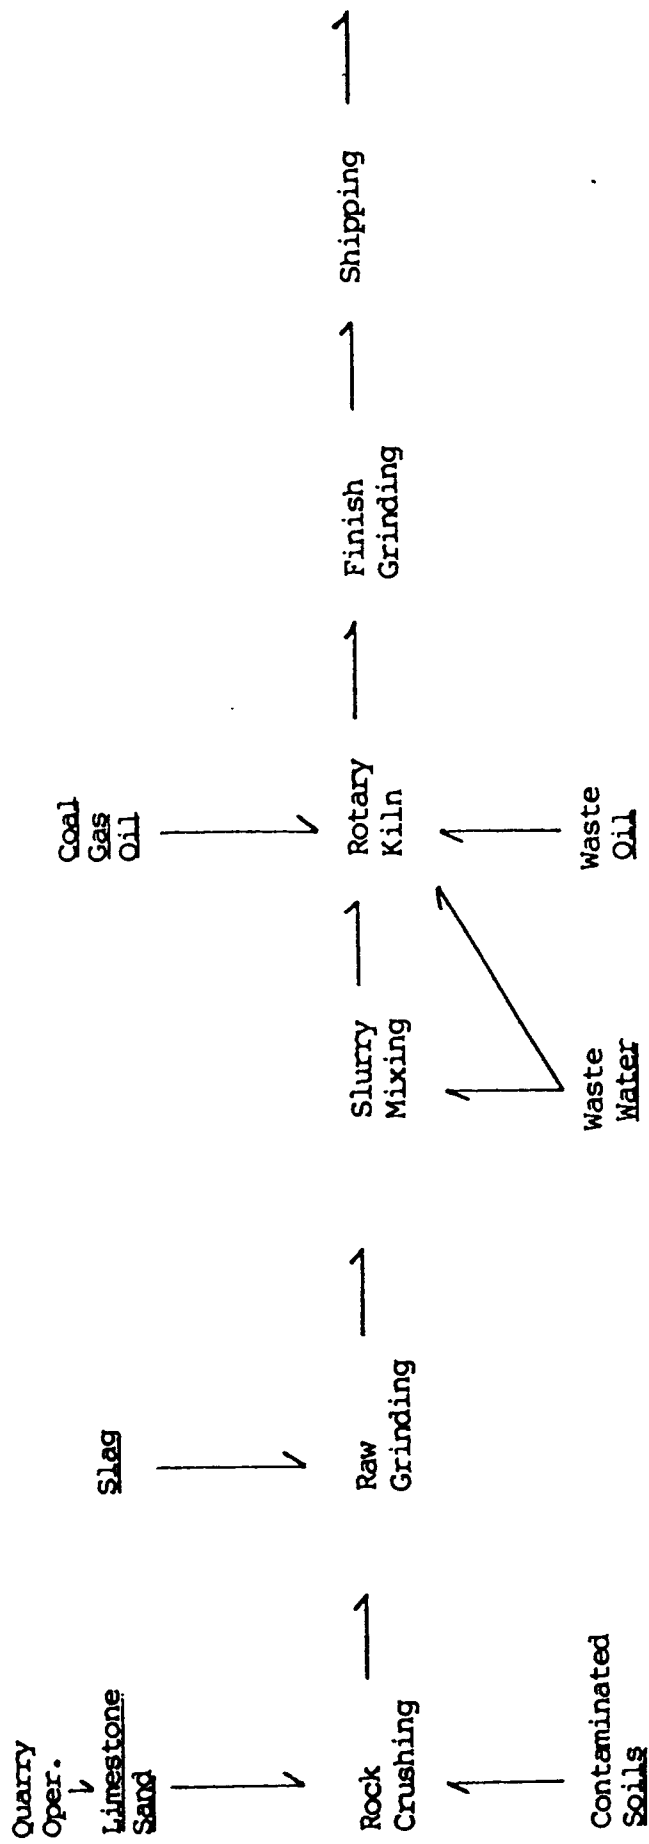 Quarry
Oper.
Limestone
Sand
Slag
Coal
Gas
Oil
Rock
Crushing
Raw
Grinding
Slurry
Mixing
Rotary
Kiln
Finish
Grinding
Shipping
Contaminated
Soils
Waste
Water
Waste
Oil